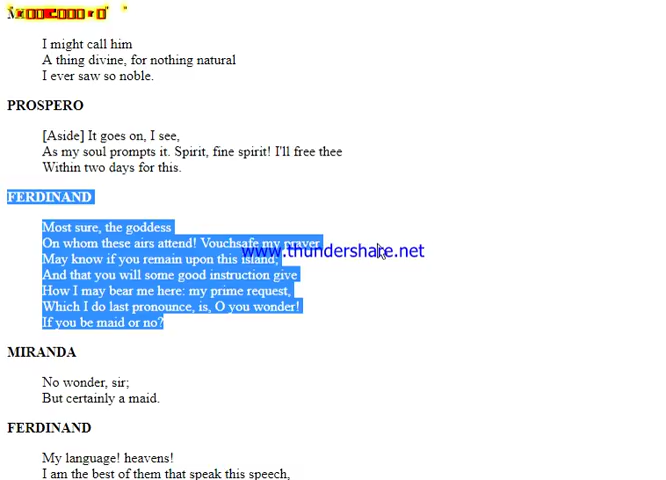 I might call him
A thing divine, for nothing natural
I ever saw so noble.
PROSPERO
[Aside] It goes on, I see,
As my soul prompts it. Spirit, fine spirit! I'll free thee
Within two days for this.
FERDINAND
Most sure, the goddess
On whom these airs attend! Vouchsafe my prayer
www.thundershare.net
May know if you remain upon this island,
And that you will some good instruction give
How I may bear me here: my prime request,
Which I do last pronounce, is, O you wonder!
If you be maid or no?
MIRANDA
No wonder, sir;
But certainly a maid.
FERDINAND
My language! heavens!
I am the best of them that speak this speech,